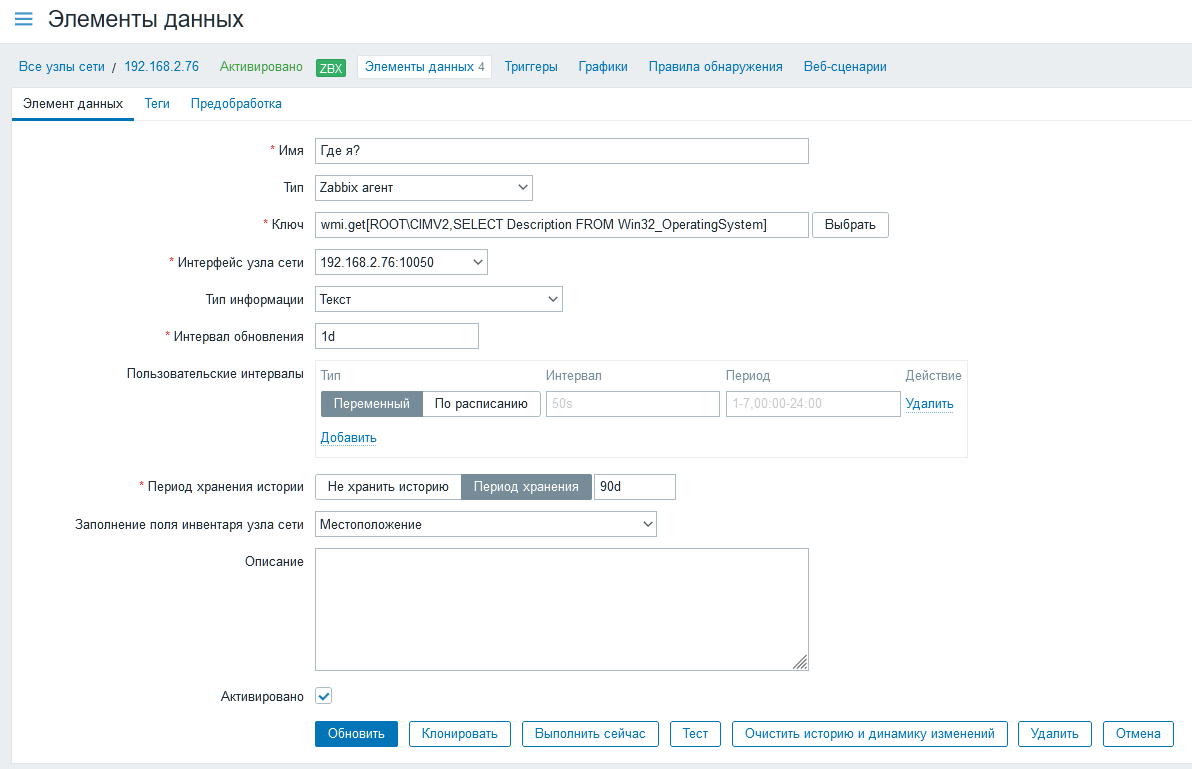 Элементы данных
Все узлы сети / 192.168.2.76 Активировано ZBX Элементы данных 4 Триггеры Графики Правила обнаружения Веб-сценарии
Элемент данных Теги Предобработка
* Имя Где я?
Тип Zabbix агент
* Ключ wmi.get[ROOT\CIMV2,SELECT Description FROM Win32_OperatingSystem] Выбрать
* Интерфейс узла сети 192.168.2.76:10050
Тип информации Текст
* Интервал обновления 1d
Пользовательские интервалы Тип Интервал Период Действие
Переменный По расписанию 50s 1-7,00:00-24:00 Удалить
Добавить
* Период хранения истории Не хранить историю Период хранения 90d
Заполнение поля инвентаря узла сети Местоположение
Описание
Активировано
Обновить Клонировать Выполнить сейчас Тест Очистить историю и динамику изменений Удалить Отмена